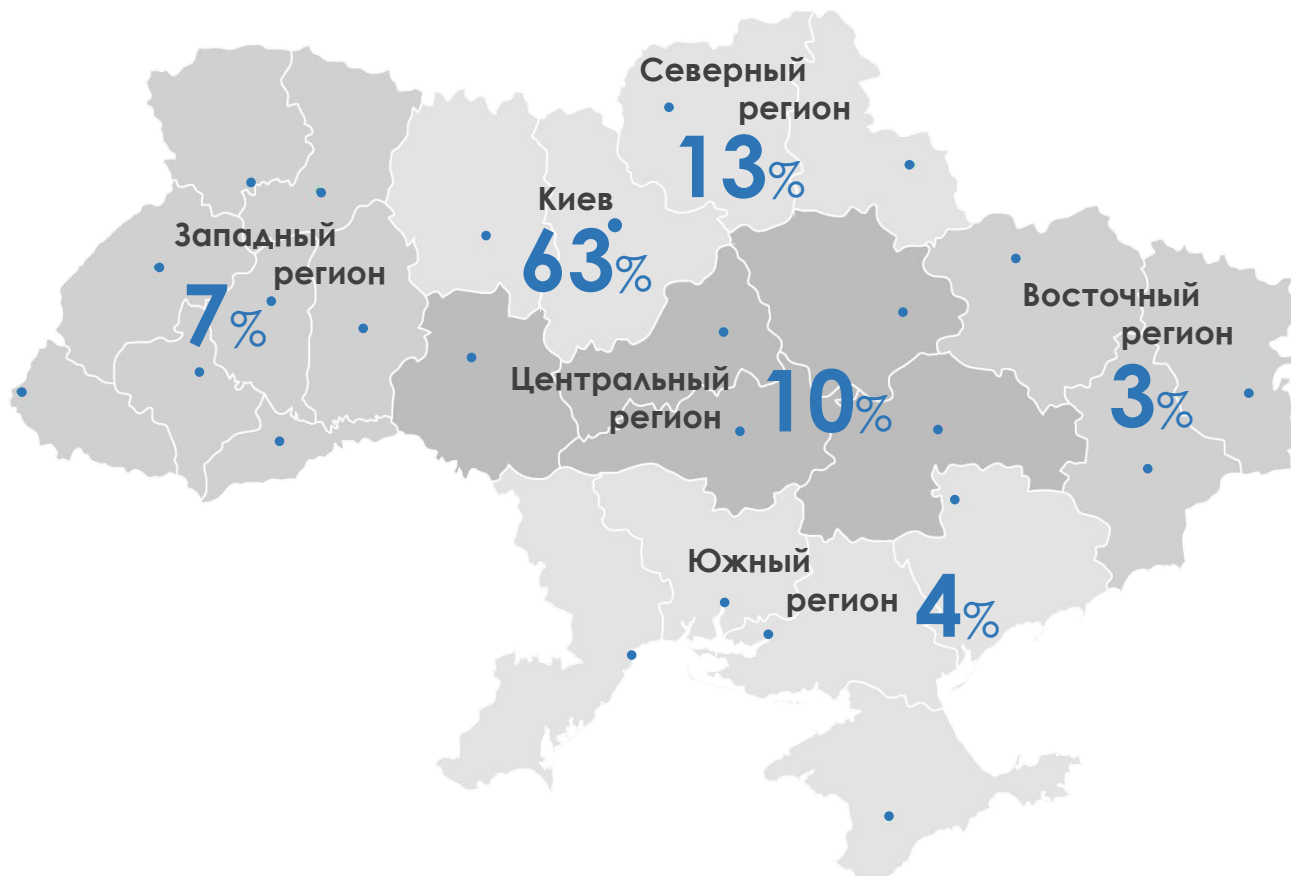 Северный
регион
13%
Киев
63%
Западный
регион
7%
Восточный
регион
3%
Центральный
регион
10%
Южный
регион
4%